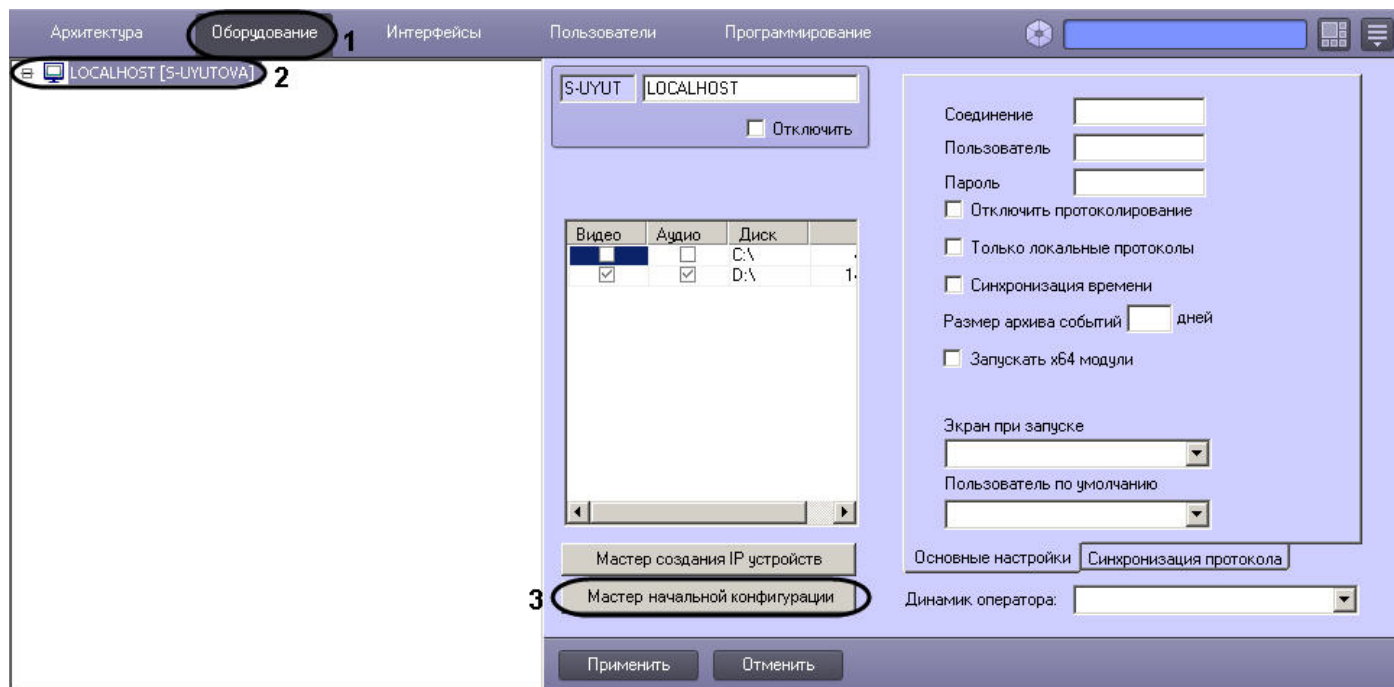 Архитектура Оборудование 1 Интерфейсы Пользователи Программирование
LOCALHOST [S-UYUTOVA] 2
S-UYUT LOCALHOST
Отключить
Видео Аудио Диск
C:\
D:\ 1
Мастер создания IP устройств
3 Мастер начальной конфигурации
Соединение
Пользователь
Пароль
Отключить протоколирование
Только локальные протоколы
Синхронизация времени
Размер архива событий дней
Запускать x64 модули
Экран при запуске
Пользователь по умолчанию
Основные настройки Синхронизация протокола
Динамик оператора:
Применить Отменить